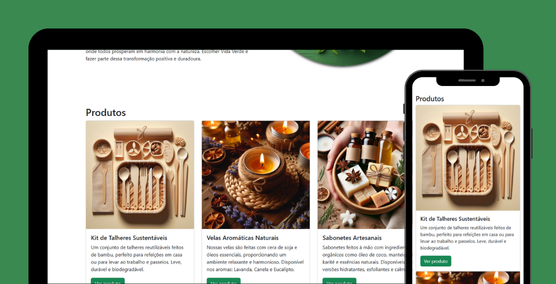 onde todos prosperam em harmonia com a natureza. Escolher Vida Verde é
fazer parte dessa transformação positiva e duradoura.
Produtos
Kit de Talheres Sustentáveis
Um conjunto de talheres reutilizáveis feitos
de bambu, perfeito para refeições em casa
ou para levar ao trabalho e passeios. Leve,
durável e biodegradável.
Ver produto
Velas Aromáticas Naturais
Nossas velas são feitas com cera de soja e
óleos essenciais, proporcionando um
ambiente relaxante e harmonioso. Disponível
nos aromas: Lavanda, Canela e Eucalipto.
Ver produto
Sabonetes Artesanais
Sabonetes feitos à mão com ingredientes
orgânicos como óleo de coco, manteiga
karité e essências naturais. Disponíveis
versões hidratantes, esfoliantes e calmantes
Ver produto
Produtos
Kit de Talheres Sustentáveis
Um conjunto de talheres reutilizáveis feitos de
bambu, perfeito para refeições em casa ou para
levar ao trabalho e passeios. Leve, durável e
biodegradável.
Ver produto